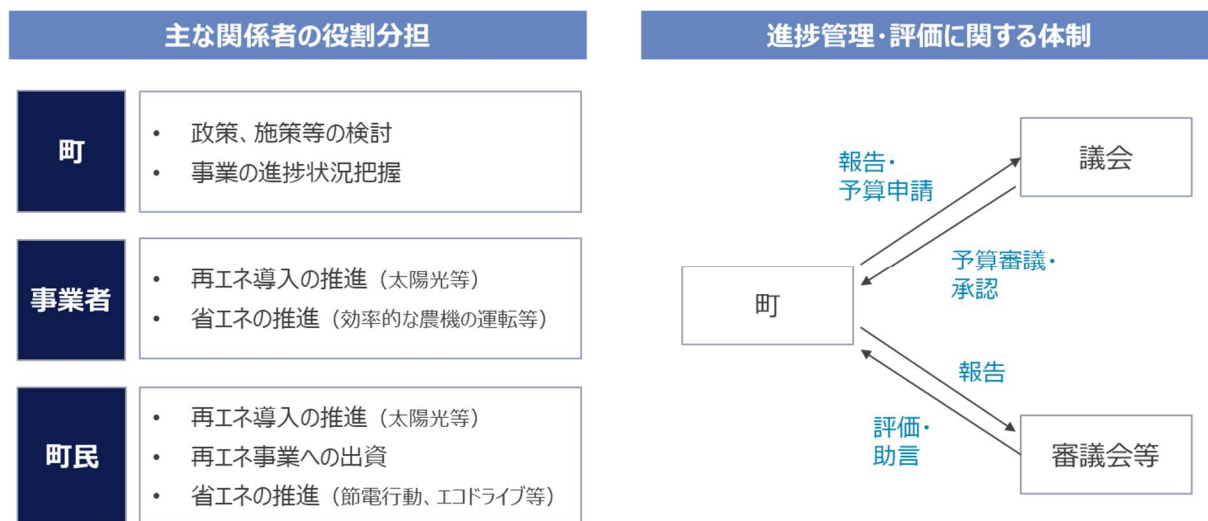 主な関係者の役割分担
町
• 政策、施策等の検討
• 事業の進捗状況把握
事業者
• 再エネ導入の推進（太陽光等）
• 省エネの推進（効率的な農機の運転等）
町民
• 再エネ導入の推進（太陽光等）
• 再エネ事業への出資
• 省エネの推進（節電行動、エコドライブ等）
進捗管理・評価に関する体制
議会
報告・
予算申請
予算審議・
承認
町
報告
評価・
助言
審議会等